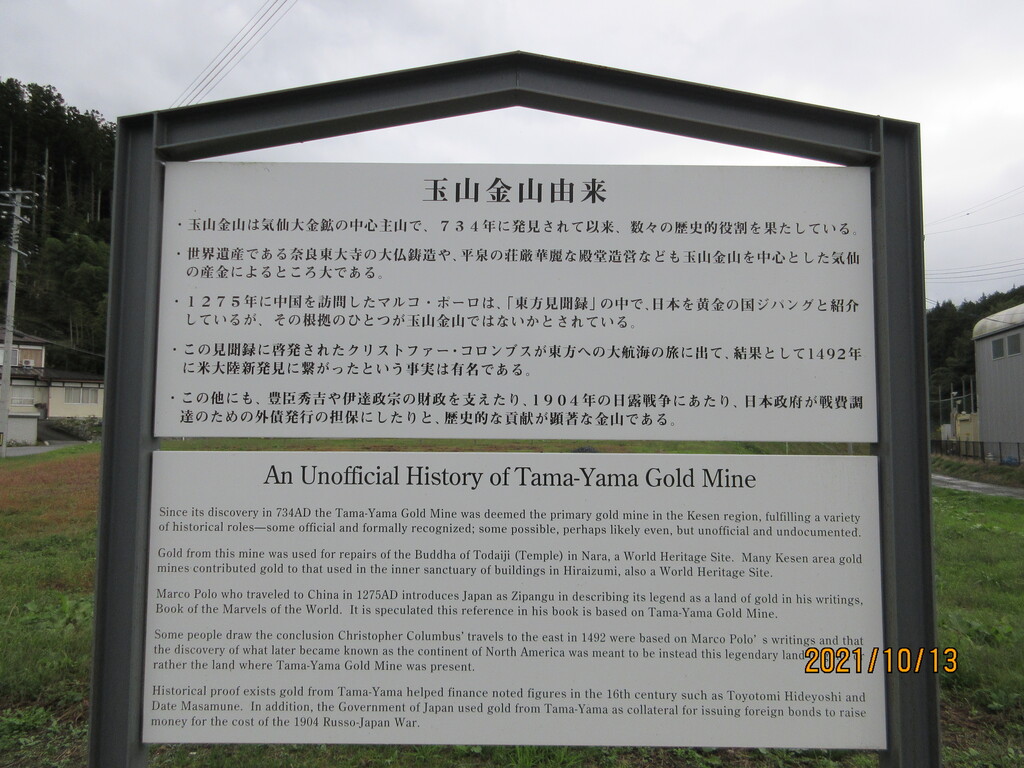 玉山金山由来
・玉山金山は気仙大金鉱の中心主山で、７３４年に発見されて以来、数々の歴史的役割を果たしている。
・世界遺産である奈良東大寺の大仏鋳造や、平泉の荘厳華麗な殿堂造営なども玉山金山を中心とした気仙
の産金によるところ大である。
・１２７５年に中国を訪問したマルコ・ポーロは、「東方見聞録」の中で、日本を黄金の国ジパングと紹介
しているが、その根拠のひとつが玉山金山ではないかとされている。
・この見聞録に啓発されたクリストファー・コロンブスが東方への大航海の旅に出て、結果として1492年
に米大陸新発見に繋がったという事実は有名である。
・この他にも、豊臣秀吉や伊達政宗の財政を支えたり、１９０４年の日露戦争にあたり、日本政府が戦費調
達のための外債発行の担保にしたりと、歴史的な貢献が顕著な金山である。
An Unofficial History of Tama-Yama Gold Mine
Since its discovery in 734AD the Tama-Yama Gold Mine was deemed the primary gold mine in the Kesen region, fulfilling a variety
of historical roles—some official and formally recognized; some possible, perhaps likely even, but unofficial and undocumented.
Gold from this mine was used for repairs of the Buddha of Todaiji (Temple) in Nara, a World Heritage Site. Many Kesen area gold
mines contributed gold to that used in the inner sanctuary of buildings in Hiraizumi, also a World Heritage Site.
Marco Polo who traveled to China in 1275AD introduces Japan as Zipangu in describing its legend as a land of gold in his writings,
Book of the Marvels of the World. It is speculated this reference in his book is based on Tama-Yama Gold Mine.
Some people draw the conclusion Christopher Columbus' travels to the east in 1492 were based on Marco Polo's writings and that
the discovery of what later became known as the continent of North America was meant to be instead this legendary land
rather the land where Tama-Yama Gold Mine was present.
Historical proof exists gold from Tama-Yama helped finance noted figures in the 16th century such as Toyotomi Hideyoshi and
Date Masamune. In addition, the Government of Japan used gold from Tama-Yama as collateral for issuing foreign bonds to raise
money for the cost of the 1904 Russo-Japan War.
2021/10/13